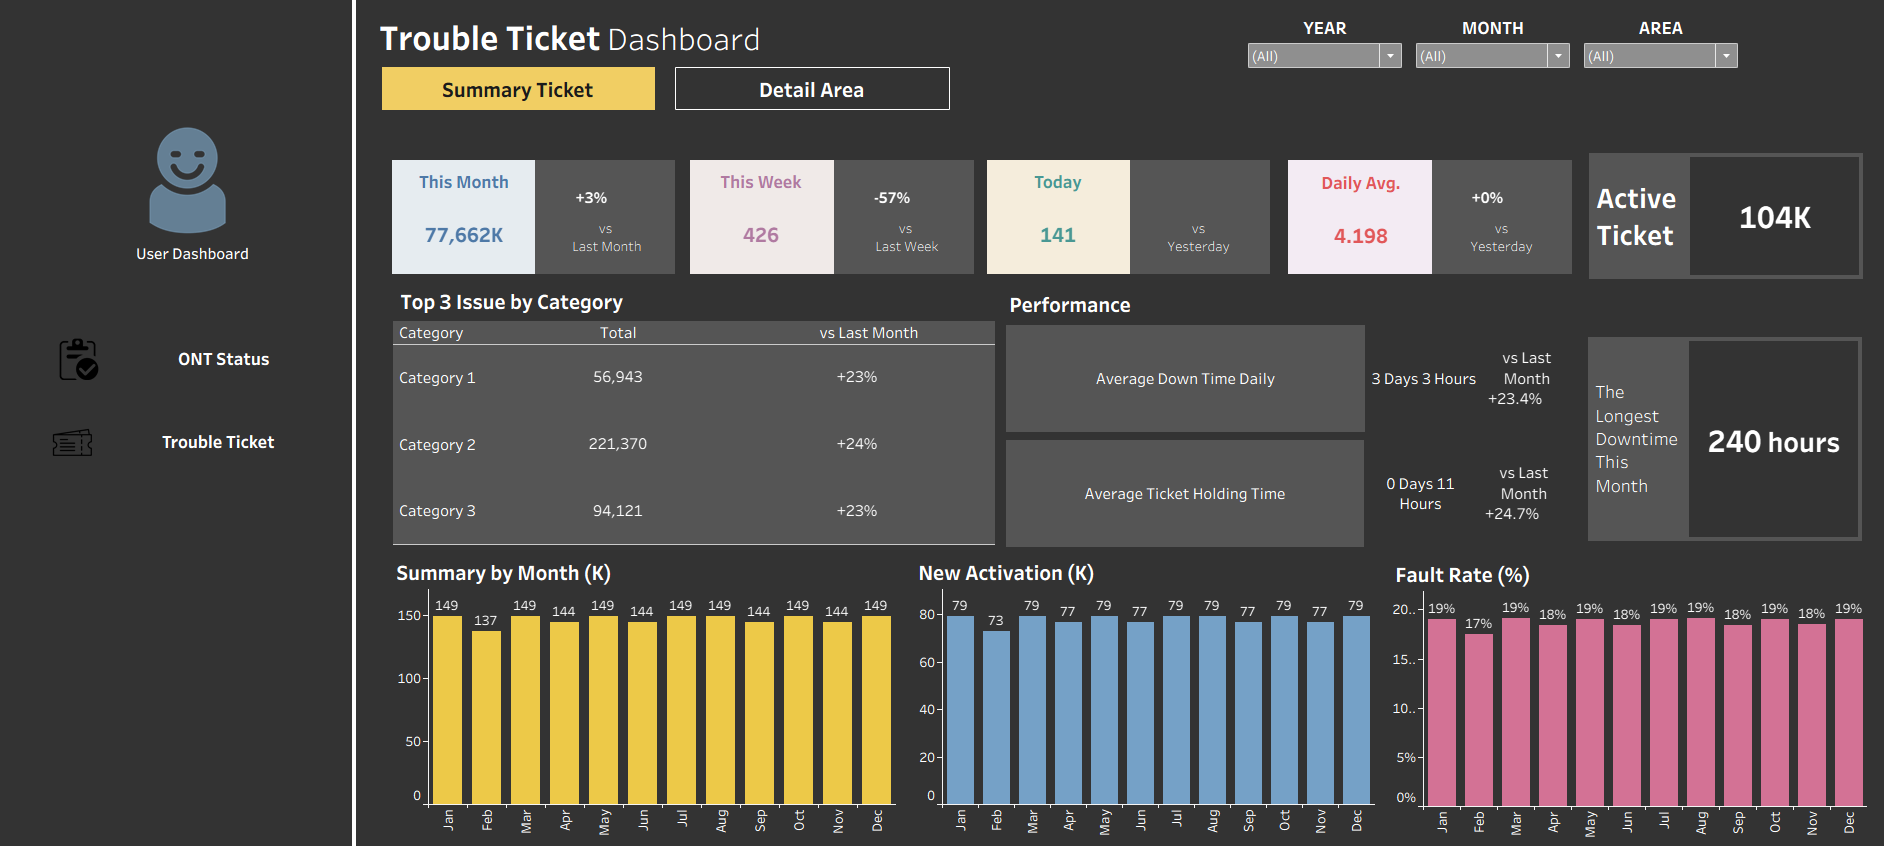 Trouble Ticket Dashboard
YEAR MONTH AREA
(All) (All) (All)
Summary Ticket Detail Area
User Dashboard
ONT Status
Trouble Ticket
This Month
77,662K
+3%
vs
Last Month
This Week
426
-57%
vs
Last Week
Today
141
vs
Yesterday
Daily Avg.
4.198
+0%
vs
Yesterday
Active
Ticket
104K
Top 3 Issue by Category
Category Total vs Last Month
Category 1 56,943 +23%
Category 2 221,370 +24%
Category 3 94,121 +23%
Performance
Average Down Time Daily
3 Days 3 Hours
vs Last
Month
+23.4%
Average Ticket Holding Time
0 Days 11
Hours
vs Last
Month
+24.7%
The
Longest
Downtime
This
Month
240 hours
Summary by Month (K)
149 137 149 144 149 144 149 149 144 149 144 149
150
100
50
0
Jan Feb Mar Apr May Jun Jul Aug Sep Oct Nov Dec
New Activation (K)
79 73 79 77 79 77 79 79 77 79 77 79
80
60
40
20
0
Jan Feb Mar Apr May Jun Jul Aug Sep Oct Nov Dec
Fault Rate (%)
19% 17% 19% 18% 19% 18% 19% 19% 18% 19% 18% 19%
20..
15..
10..
5%
0%
Jan Feb Mar Apr May Jun Jul Aug Sep Oct Nov Dec